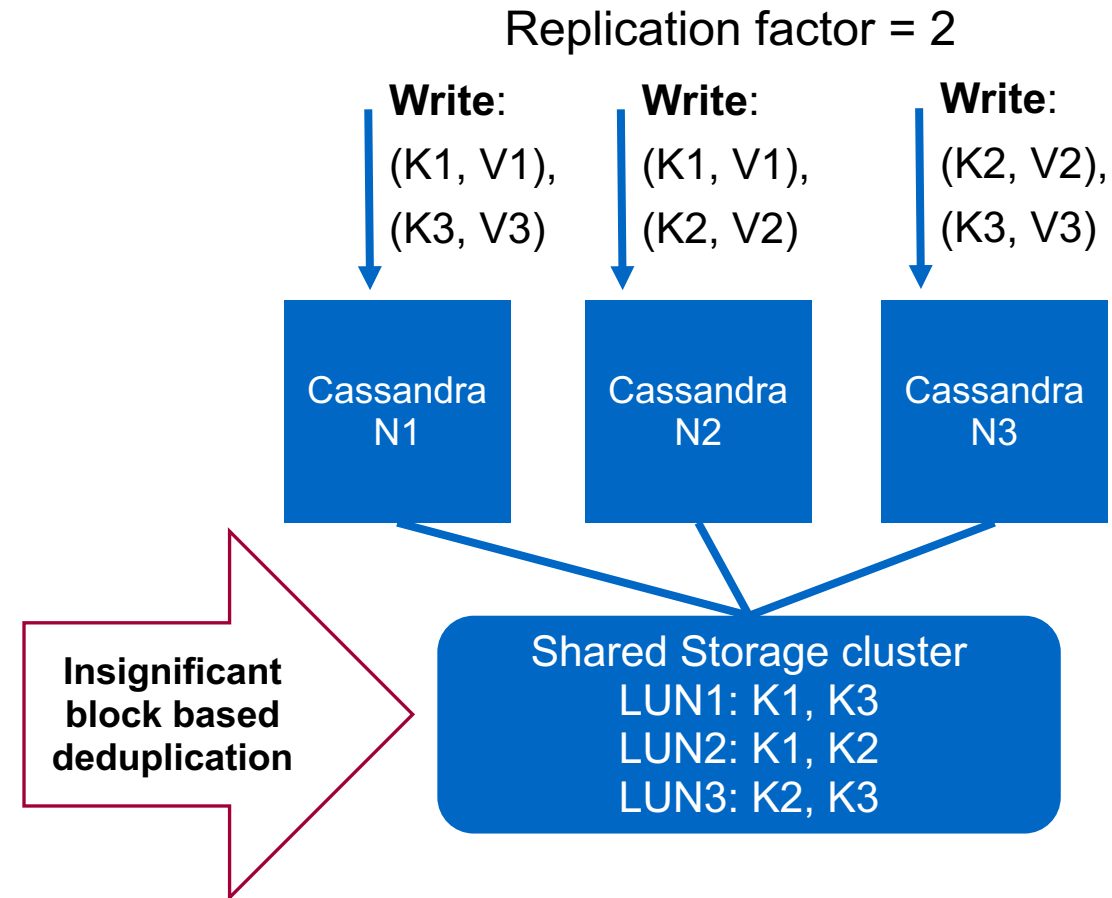 Replication factor = 2
Write:
(K1, V1),
(K3, V3)
Write:
(K1, V1),
(K2, V2)
Write:
(K2, V2),
(K3, V3)
Cassandra
N1
Cassandra
N2
Cassandra
N3
Insignificant
block based
deduplication
Shared Storage cluster
LUN1: K1, K3
LUN2: K1, K2
LUN3: K2, K3